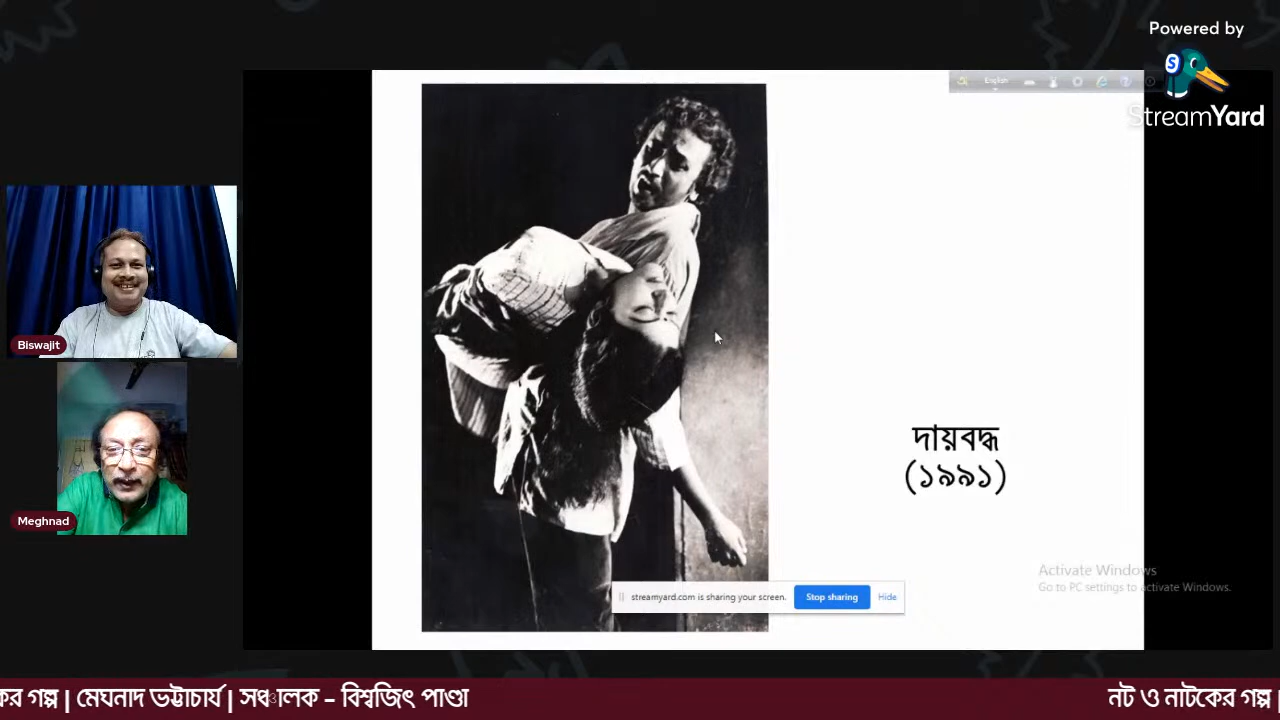 Powered by
StreamYard
English
Biswajit
Meghnad
দায়বদ্ধ
(১৯৯১)
Activate Windows
Go to PC settings to activate Windows.
streamyard.com is sharing your screen.
Stop sharing
Hide
কের গল্প | মেঘনাদ ভট্টাচার্য | সঞ্চালক - বিশ্বজিৎ পাণ্ডা
নট ও নাটকের গল্প |